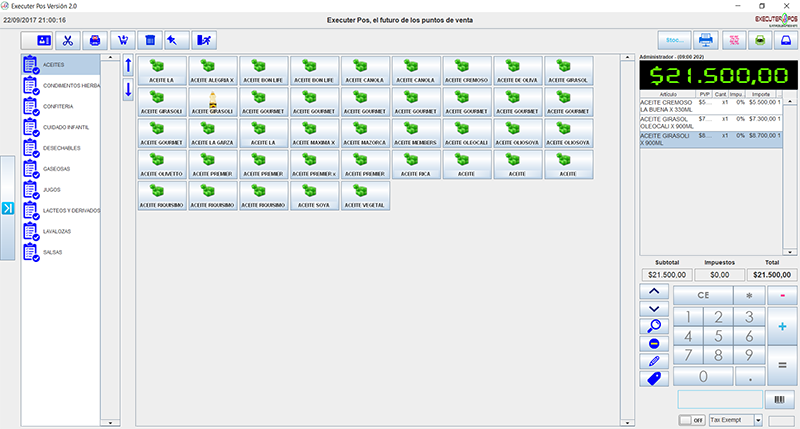 Executer Pos Versión 2.0
22/09/2017 21:00:16
Executer Pos, el futuro de los puntos de venta
EXECUTER POS
Stoc...
ACEITES
CONDIMENTOS HIERBA
CONFITERIA
CUIDADO INFANTIL
DESECHABLES
GASEOSAS
JUGOS
LACTEOS Y DERIVADOS
LAVALOZAS
SALSAS
ACEITE LA ACEITE ALEGRIA X ACEITE BON LIFE ACEITE BON LIFE ACEITE CANOLA ACEITE CANOLA ACEITE CREMOSO ACEITE DE OLIVA ACEITE GIRASOL
ACEITE GIRASOLI ACEITE GIRASOLI ACEITE GOURMET ACEITE GOURMET ACEITE GOURMET ACEITE GOURMET ACEITE GOURMET ACEITE GOURMET ACEITE GOURMET
ACEITE GOURMET ACEITE LA GARZA ACEITE LA ACEITE MAXIMA X ACEITE MAZORCA ACEITE MEMBERS ACEITE OLEOCALI ACEITE OLIOSOYA ACEITE OLIOSOYA
ACEITE OLIVETTO ACEITE PREMIER ACEITE PREMIER ACEITE PREMIER x ACEITE PREMIER ACEITE RICA ACEITE ACEITE ACEITE
ACEITE RIQUISIMO ACEITE RIQUISIMO ACEITE RIQUISIMO ACEITE SOYA ACEITE VEGETAL
Administrador - (09:00 202)
$21.500,00
Artículo PVP Cant. Impu... Importe ...
ACEITE CREMOSO LA BUENA X 330ML $5.... x1 0% $5.500,00 1
ACEITE GIRASOL OLEOCALI X 900ML $7.... x1 0% $7.300,00 1
ACEITE GIRASOLI X 900ML $8.... x1 0% $8.700,00 1
Subtotal Impuestos Total
$21.500,00 $0,00 $21.500,00
CE * -
1 2 3
4 5 6 +
7 8 9
0 . =
OFF Tax Exempt